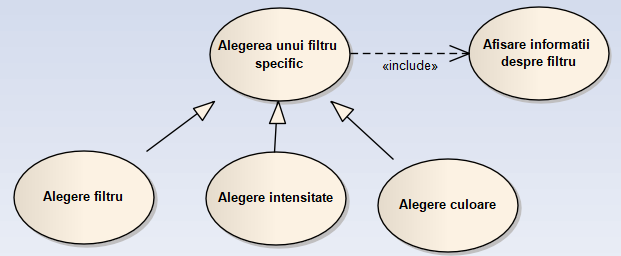 Alegerea unui filtru
specific
«include»
Afisare informatii
despre filtru
Alegere filtru
Alegere intensitate
Alegere culoare